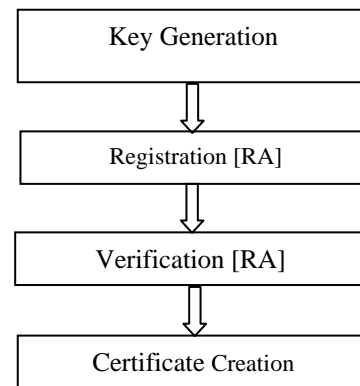 Key Generation
Registration [RA]
Verification [RA]
Certificate Creation